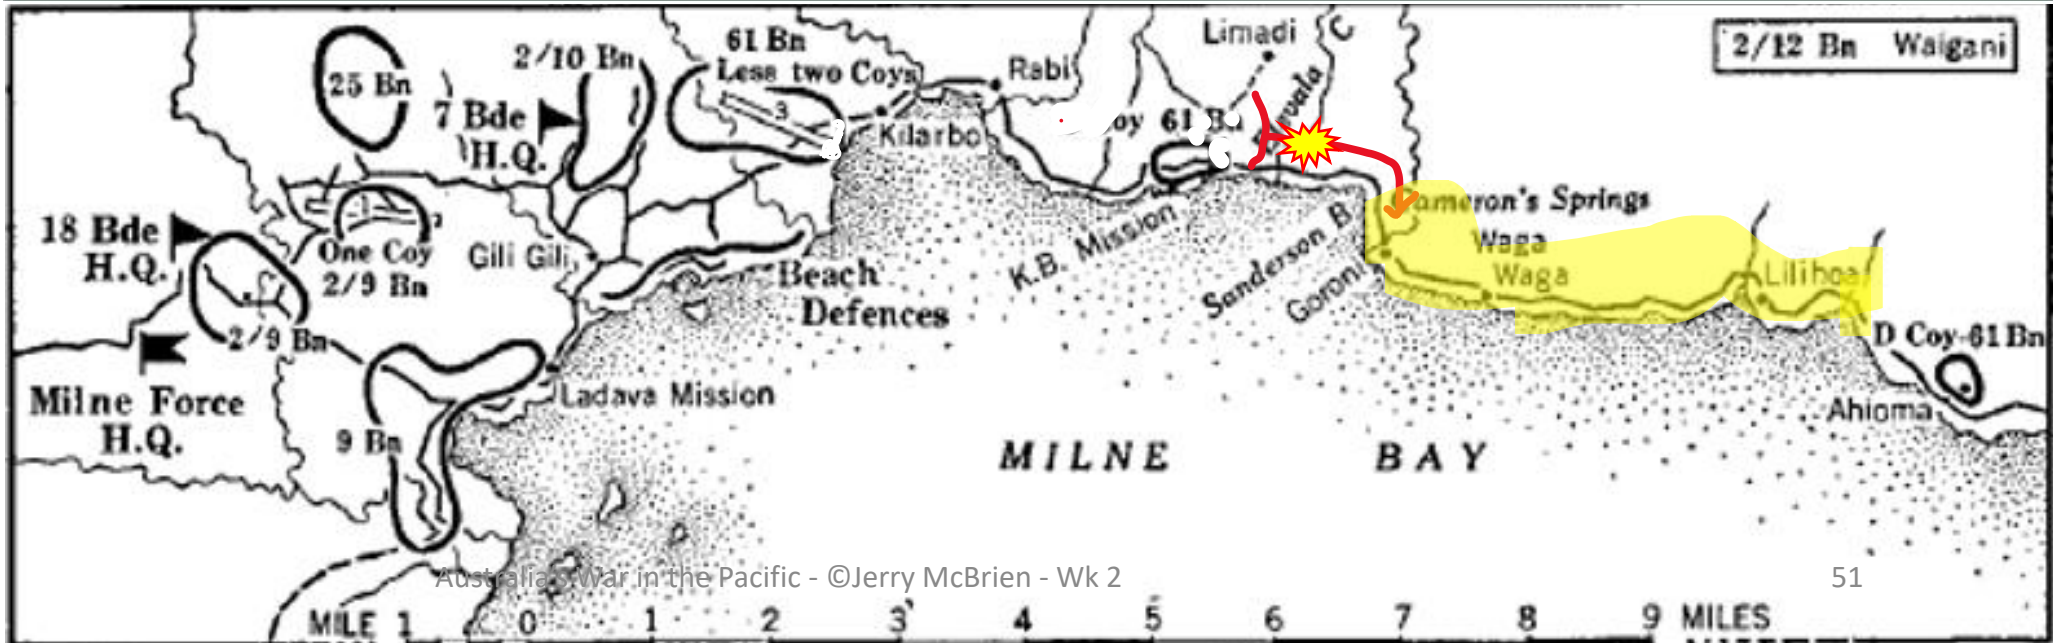 Limadi
2/12 Bn Waigani
61 Bn
Less two Coys
2/10 Bn
25 Bn
Rabi
7 Bde
H.Q.
3
Kilarbo
oy 61
18 Bde
H.Q.
1
One Coy
2/9 Bn
Gili Gili
K.B. Mission
Sanderson B.
Goroni
Cameron's Springs
Waga
Waga
Lilihoa
Beach
Defences
2/9 Bn
D Coy-61 Bn
Ahioma
Milne Force
H.Q.
Ladava Mission
9 Bn
MILNE BAY
Australia's War in the Pacific - ©Jerry McBrien - Wk 2
51
MILE 1 0 1 2 3 4 5 6 7 8 9 MILES